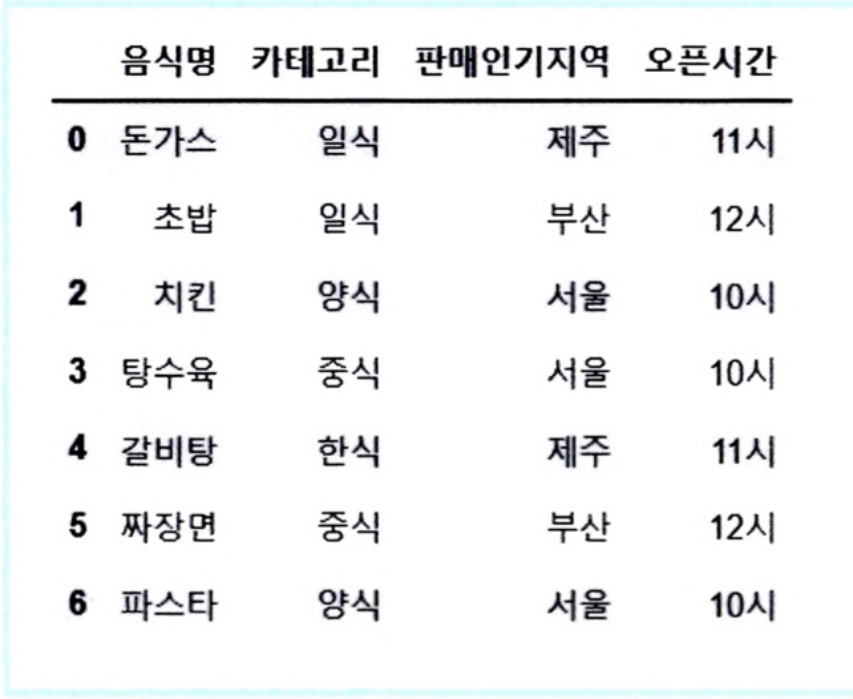 음식명 카테고리 판매인기지역 오픈시간
0 돈가스 일식 제주 11시
1 초밥 일식 부산 12시
2 치킨 양식 서울 10시
3 탕수육 중식 서울 10시
4 갈비탕 한식 제주 11시
5 짜장면 중식 부산 12시
6 파스타 양식 서울 10시